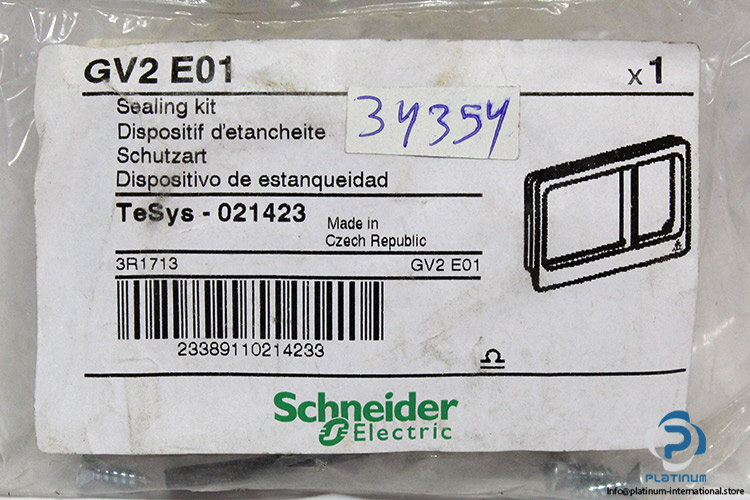 GV2 E01
x 1
Sealing kit
34354
Dispositif d'etancheite
Schutzart
Dispositivo de estanqueidad
TeSys - 021423
Made in
Czech Republic
3R1713
GV2 E01
23389110214233
Schneider
Electric
PLATINUM
Info@platinum-international.store